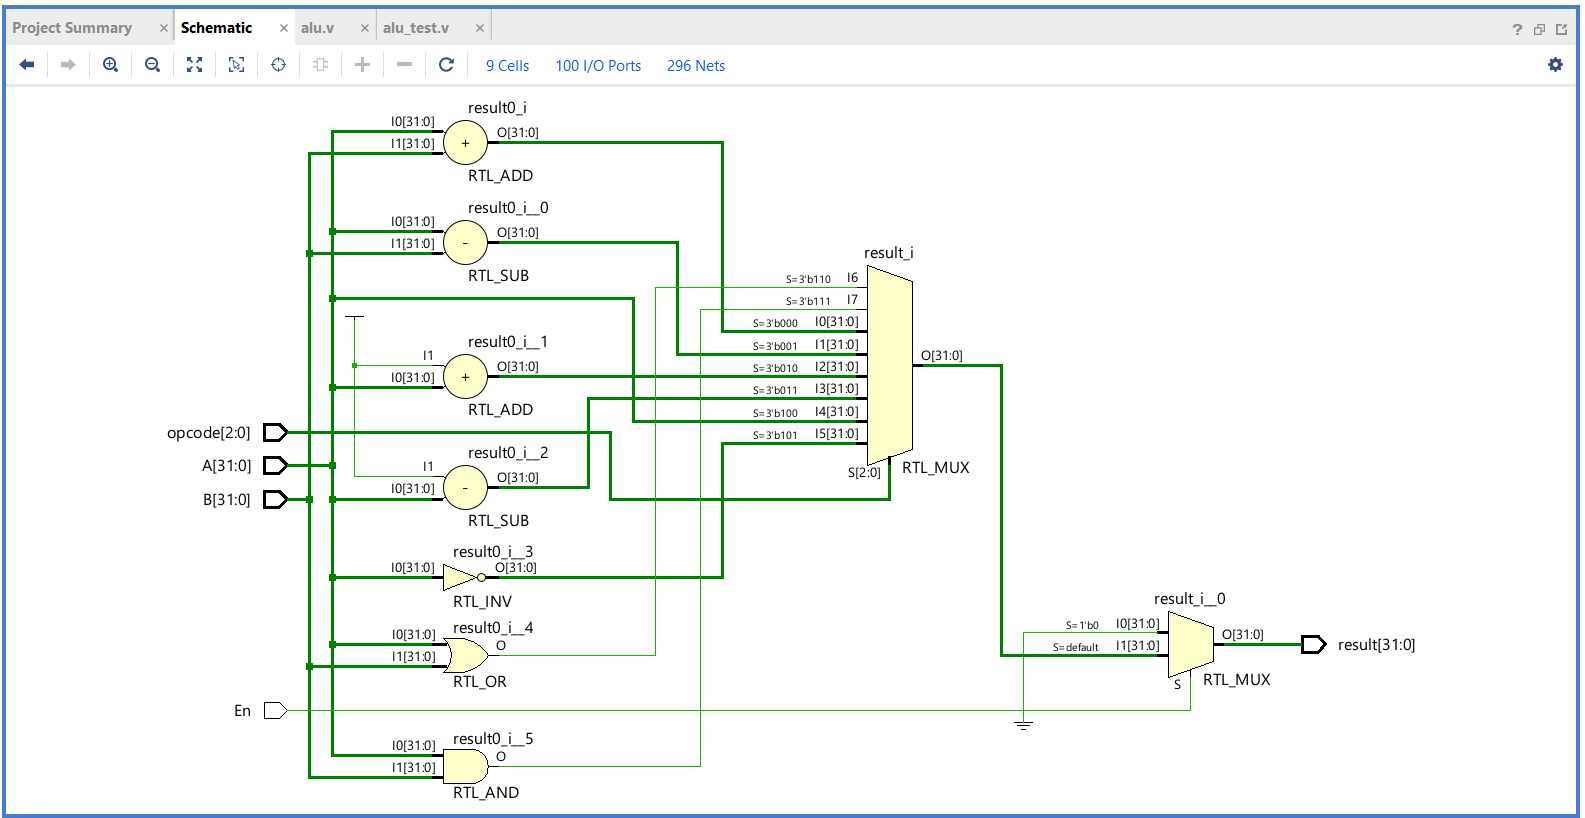 Project Summary × Schematic × alu.v × alu_test.v ×
?
9 Cells 100 I/O Ports 296 Nets
result0_i
I0[31:0]
I1[31:0]
+
O[31:0]
RTL_ADD
result0_i__0
I0[31:0]
I1[31:0]
-
O[31:0]
RTL_SUB
result0_i__1
I1
I0[31:0]
+
O[31:0]
RTL_ADD
result0_i__2
I1
I0[31:0]
-
O[31:0]
RTL_SUB
result0_i__3
I0[31:0]
O[31:0]
RTL_INV
result0_i__4
I0[31:0]
I1[31:0]
O
RTL_OR
result0_i__5
I0[31:0]
I1[31:0]
O
RTL_AND
opcode[2:0]
A[31:0]
B[31:0]
En
result_i
S=3'b110 I6
S=3'b111 I7
S=3'b000 I0[31:0]
S=3'b001 I1[31:0]
S=3'b010 I2[31:0]
S=3'b011 I3[31:0]
S=3'b100 I4[31:0]
S=3'b101 I5[31:0]
S[2:0]
O[31:0]
RTL_MUX
result_i__0
S=1'b0 I0[31:0]
S=default I1[31:0]
S
O[31:0]
RTL_MUX
result[31:0]